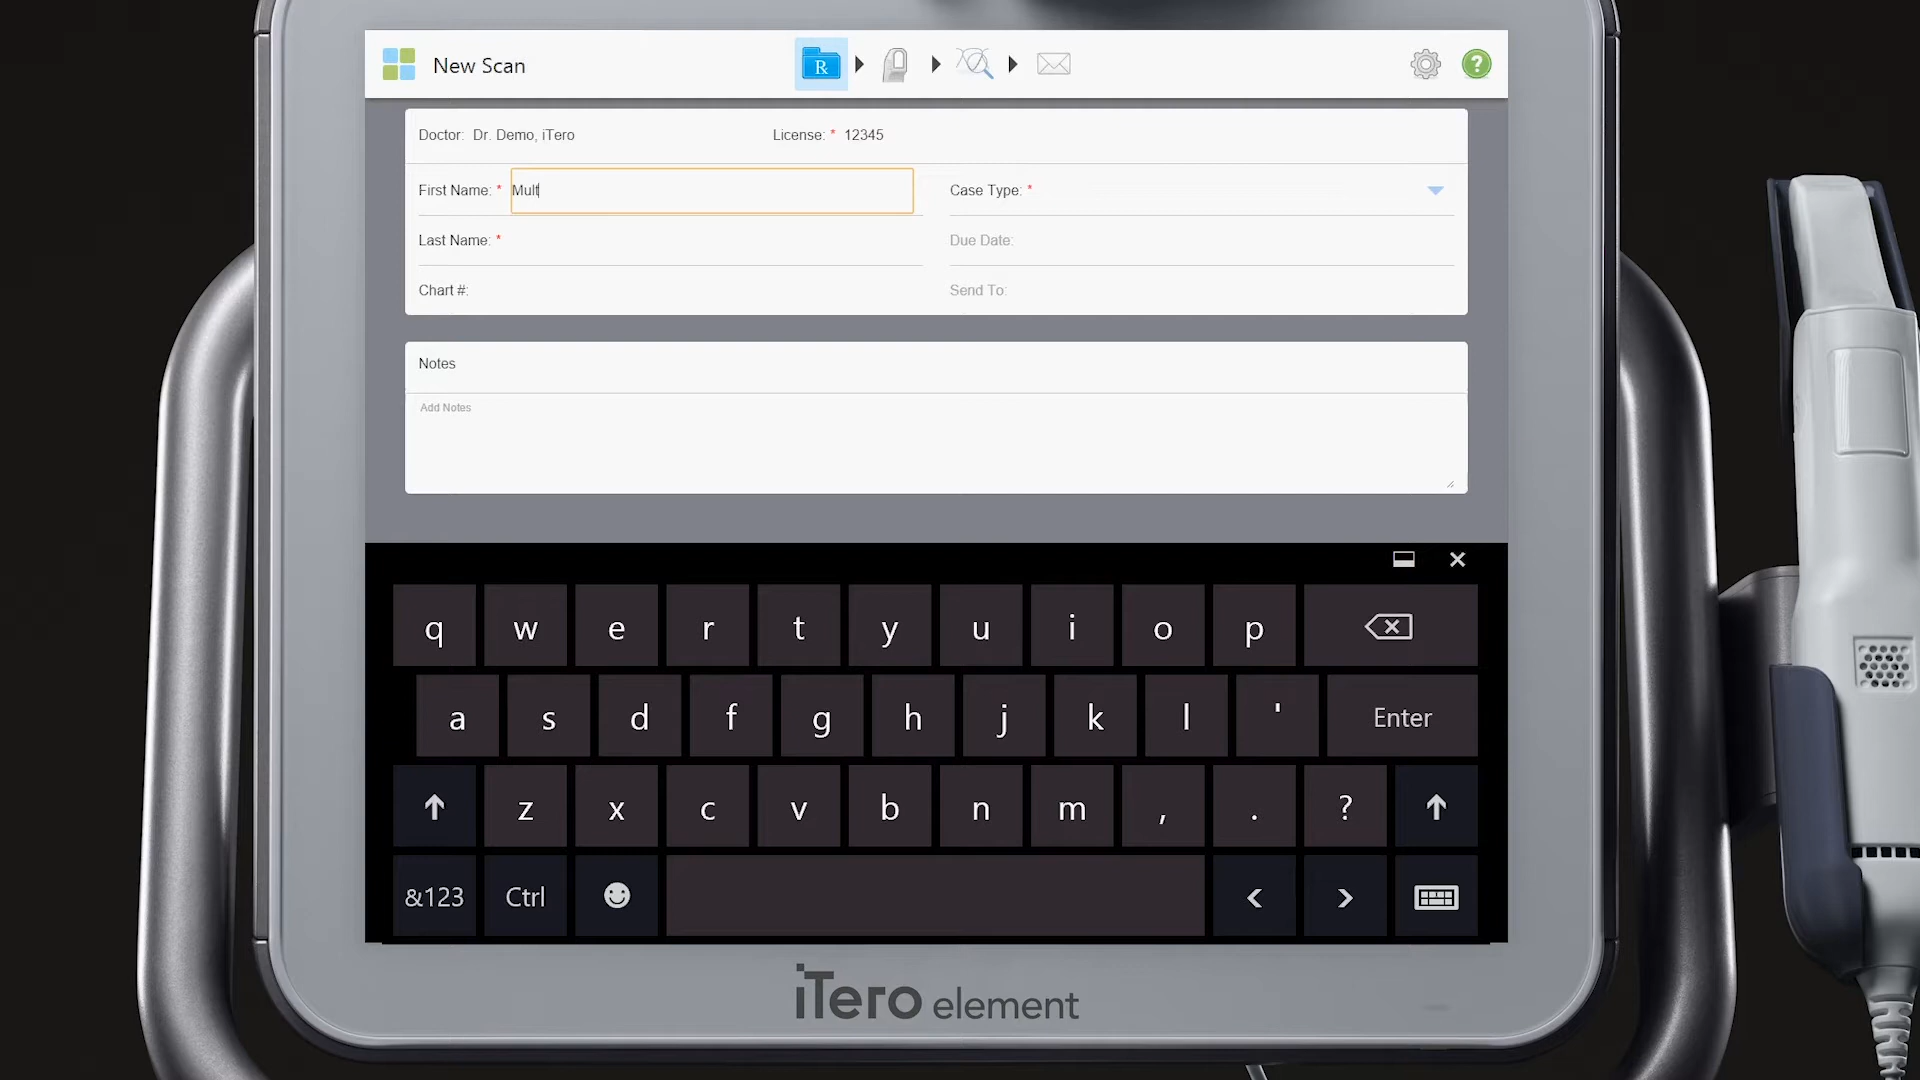 New Scan
Rx
?
Doctor: Dr. Demo, iTero License: * 12345
First Name: * Mult Case Type: *
Last Name: * Due Date:
Chart #: Send To:
Notes
Add Notes
q w e r t y u i o p
a s d f g h j k l ' Enter
z x c v b n m , . ?
&123 Ctrl < >
iTero element